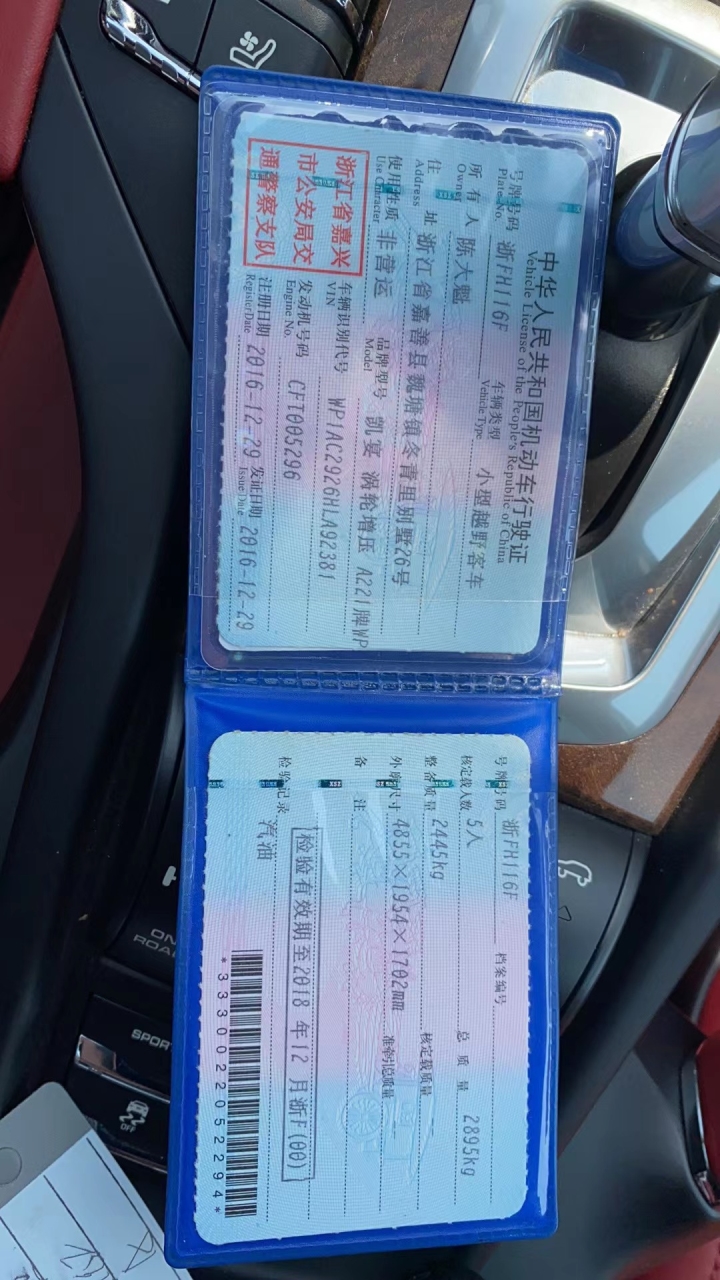 中华人民共和国机动车行驶证
Vehicle License of the People's Republic of China
号牌号码 浙FH116F 车辆类型 小型越野客车
Plate No. Vehicle Type
所有人 陈大魁
Owner
住址 浙江省嘉善县魏塘镇冬青里别墅26号
Address
使用性质 非营运 品牌型号 凯宴 涡轮增压 A221牌WP
Use Character Model
浙江省嘉兴
市公安局交
通警察支队
车辆识别代号 WP1AC2926HLA92381
VIN
发动机号码 CFT005296
Engine No.
注册日期 2016-12-29 发证日期 2016-12-29
Register Date Issue Date
号牌号码 浙FH116F 档案编号
核定载人数 5人 总质量 2895kg
整备质量 2445kg 核定载质量
外廓尺寸 4855×1954×1702mm 准牵引总质量
备注
检验有效期至2018年12月浙F(00)
检验记录 汽油
*3330022052294*
ON
ROAD
SPORT
OFF